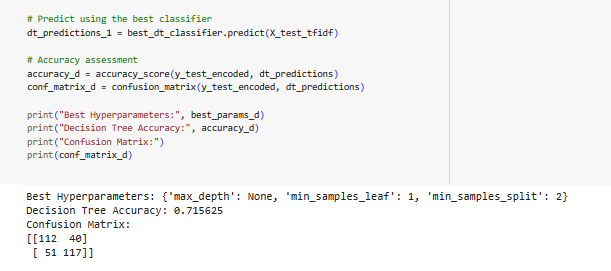 # Predict using the best classifier
dt_predictions_1 = best_dt_classifier.predict(X_test_tfidf)
# Accuracy assessment
accuracy_d = accuracy_score(y_test_encoded, dt_predictions)
conf_matrix_d = confusion_matrix(y_test_encoded, dt_predictions)
print("Best Hyperparameters:", best_params_d)
print("Decision Tree Accuracy:", accuracy_d)
print("Confusion Matrix:")
print(conf_matrix_d)
Best Hyperparameters: {'max_depth': None, 'min_samples_leaf': 1, 'min_samples_split': 2}
Decision Tree Accuracy: 0.715625
Confusion Matrix:
[[112  40]
 [ 51 117]]